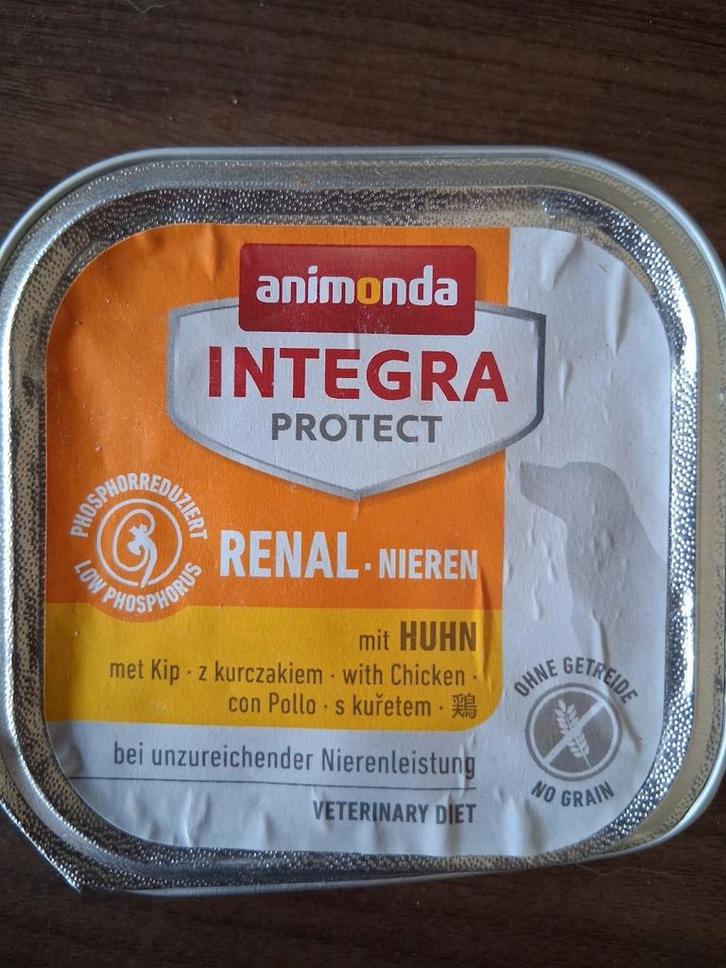 animonda
INTEGRA
PROTECT
PHOSPHORREDUZIERT
LOW PHOSPHORUS
RENAL · NIEREN
mit HUHN
met Kip · z kurczakiem · with Chicken ·
con Pollo · s kuřetem · 鶏
OHNE GETREIDE
NO GRAIN
bei unzureichender Nierenleistung
VETERINARY DIET